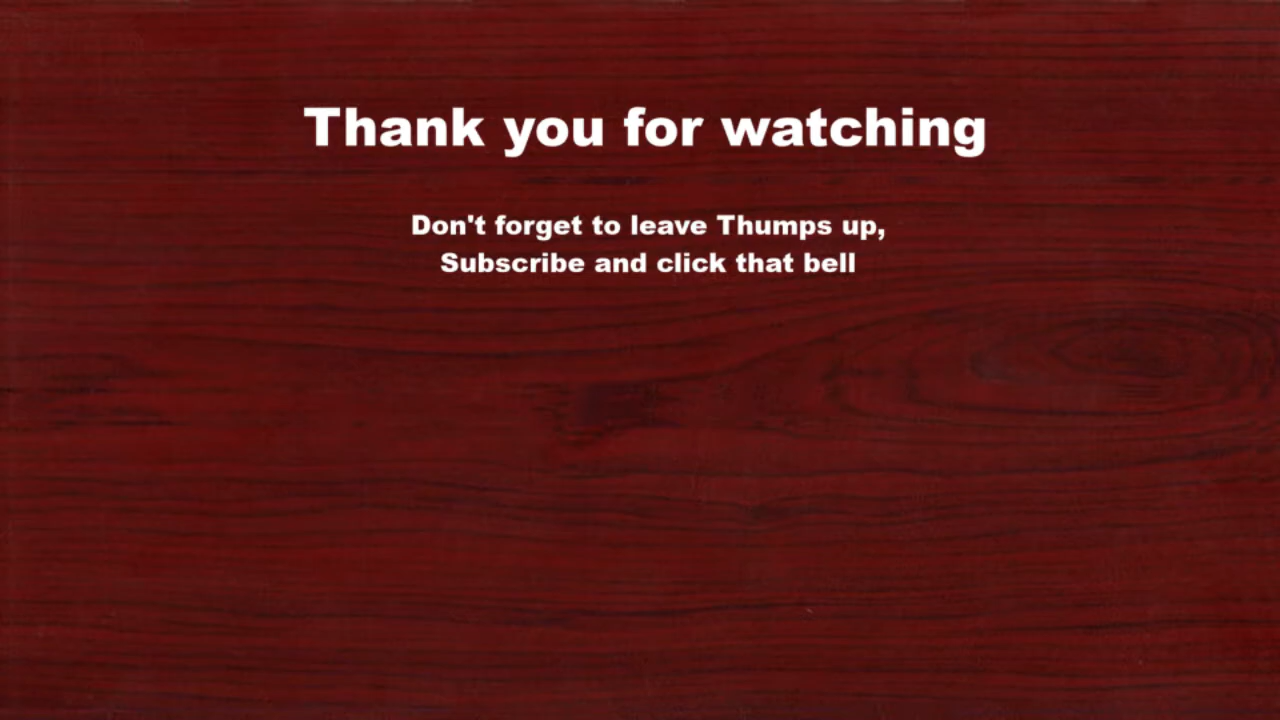 Thank you for watching
Don't forget to leave Thumps up,
Subscribe and click that bell